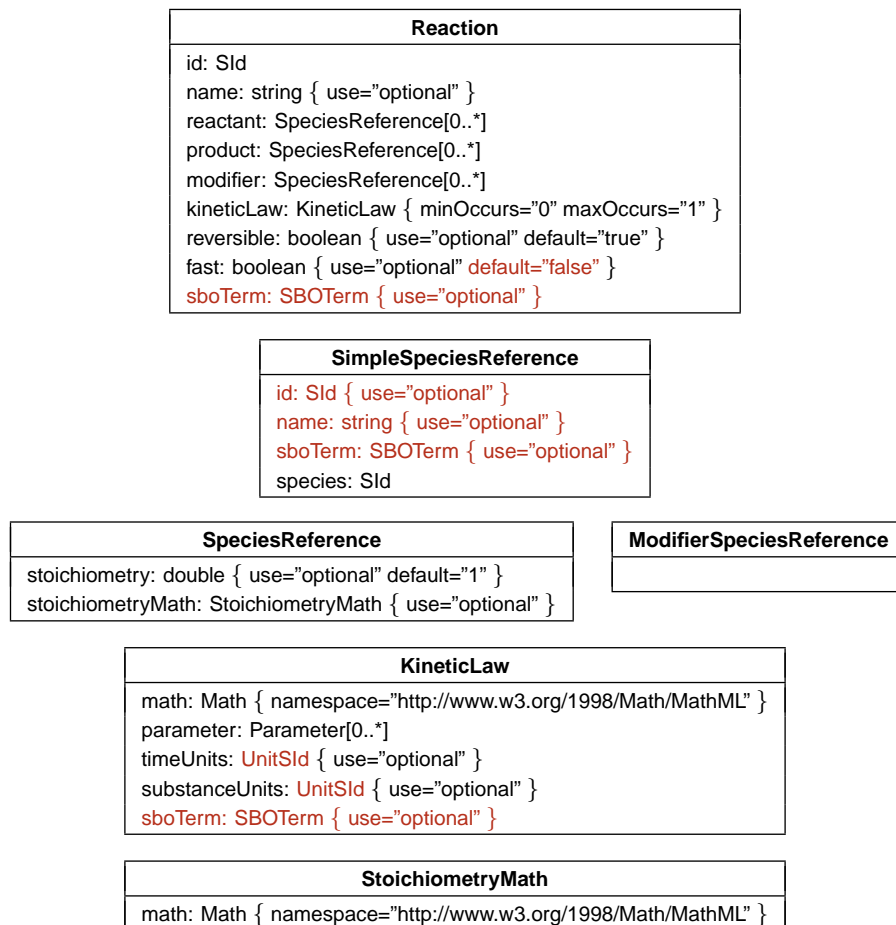 Reaction
id: SId
name: string { use=”optional” }
reactant: SpeciesReference[0..*]
product: SpeciesReference[0..*]
modifier: SpeciesReference[0..*]
kineticLaw: KineticLaw { minOccurs=”0” maxOccurs=”1” }
reversible: boolean { use=”optional” default=”true” }
fast: boolean { use=”optional” default=”false” }
sboTerm: SBOTerm { use=”optional” }
SimpleSpeciesReference
id: SId { use=”optional” }
name: string { use=”optional” }
sboTerm: SBOTerm { use=”optional” }
species: SId
SpeciesReference
stoichiometry: double { use=”optional” default=”1” }
stoichiometryMath: StoichiometryMath { use=”optional” }
ModifierSpeciesReference
KineticLaw
math: Math { namespace=”http://www.w3.org/1998/Math/MathML” }
parameter: Parameter[0..*]
timeUnits: UnitSId { use=”optional” }
substanceUnits: UnitSId { use=”optional” }
sboTerm: SBOTerm { use=”optional” }
StoichiometryMath
math: Math { namespace=”http://www.w3.org/1998/Math/MathML” }